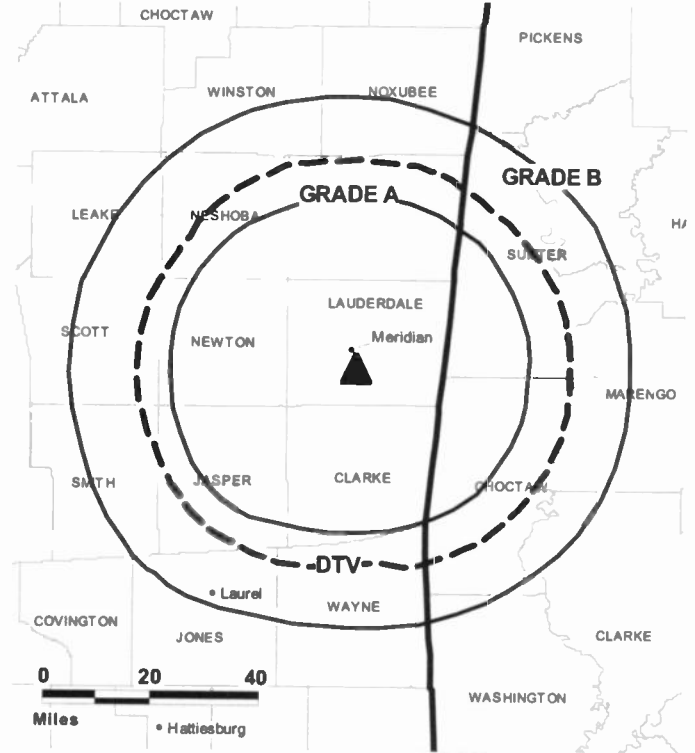 CHOCTAW
PICKENS
ATTALA
WINSTON
NOXUBEE
GRADE B
GRADE A
LEAKE
NESHOBA
HA
SUMTER
LAUDERDALE
SCOTT
NEWTON
Meridian
MARENGO
SMITH
JASPER
CLARKE
CHOCTAW
DTV
Laurel
WAYNE
COVINGTON
JONES
CLARKE
0 20 40
Miles
WASHINGTON
Hattiesburg